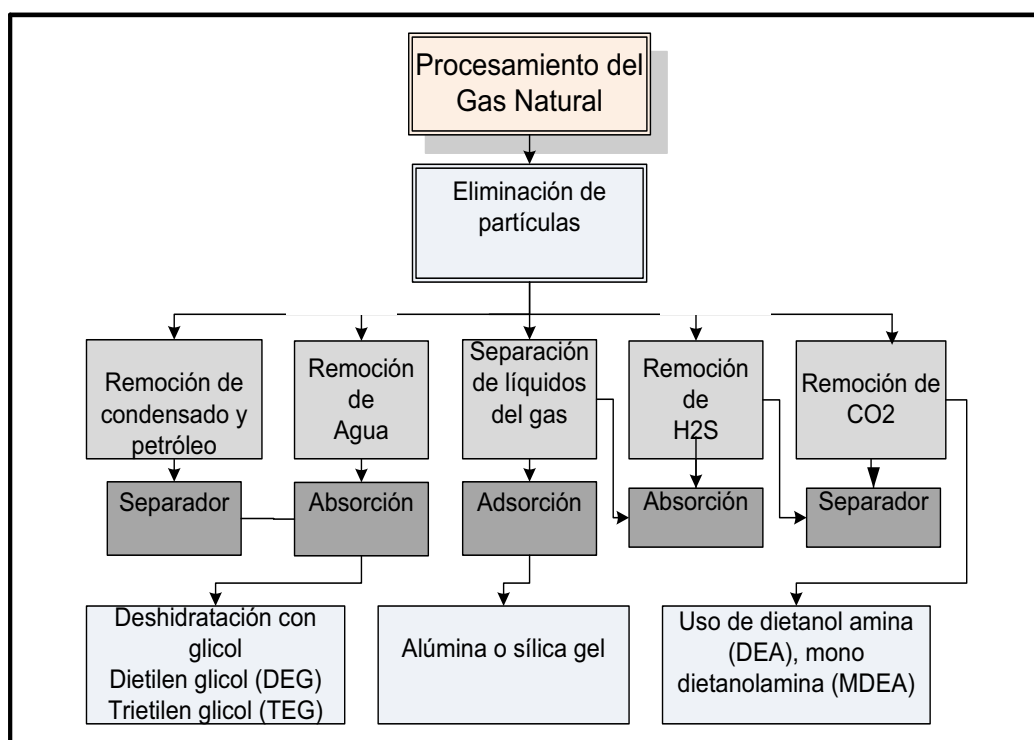 Procesamiento del
Gas Natural
Eliminación de
partículas
Remoción de
condensado y
petróleo
Remoción
de
Agua
Separación
de líquidos
del gas
Remoción
de
H2S
Remoción de
CO2
Separador
Absorción
Adsorción
Absorción
Separador
Deshidratación con
glicol
Dietilen glicol (DEG)
Trietilen glicol (TEG)
Alúmina o sílica gel
Uso de dietanol amina
(DEA), mono
dietanolamina (MDEA)